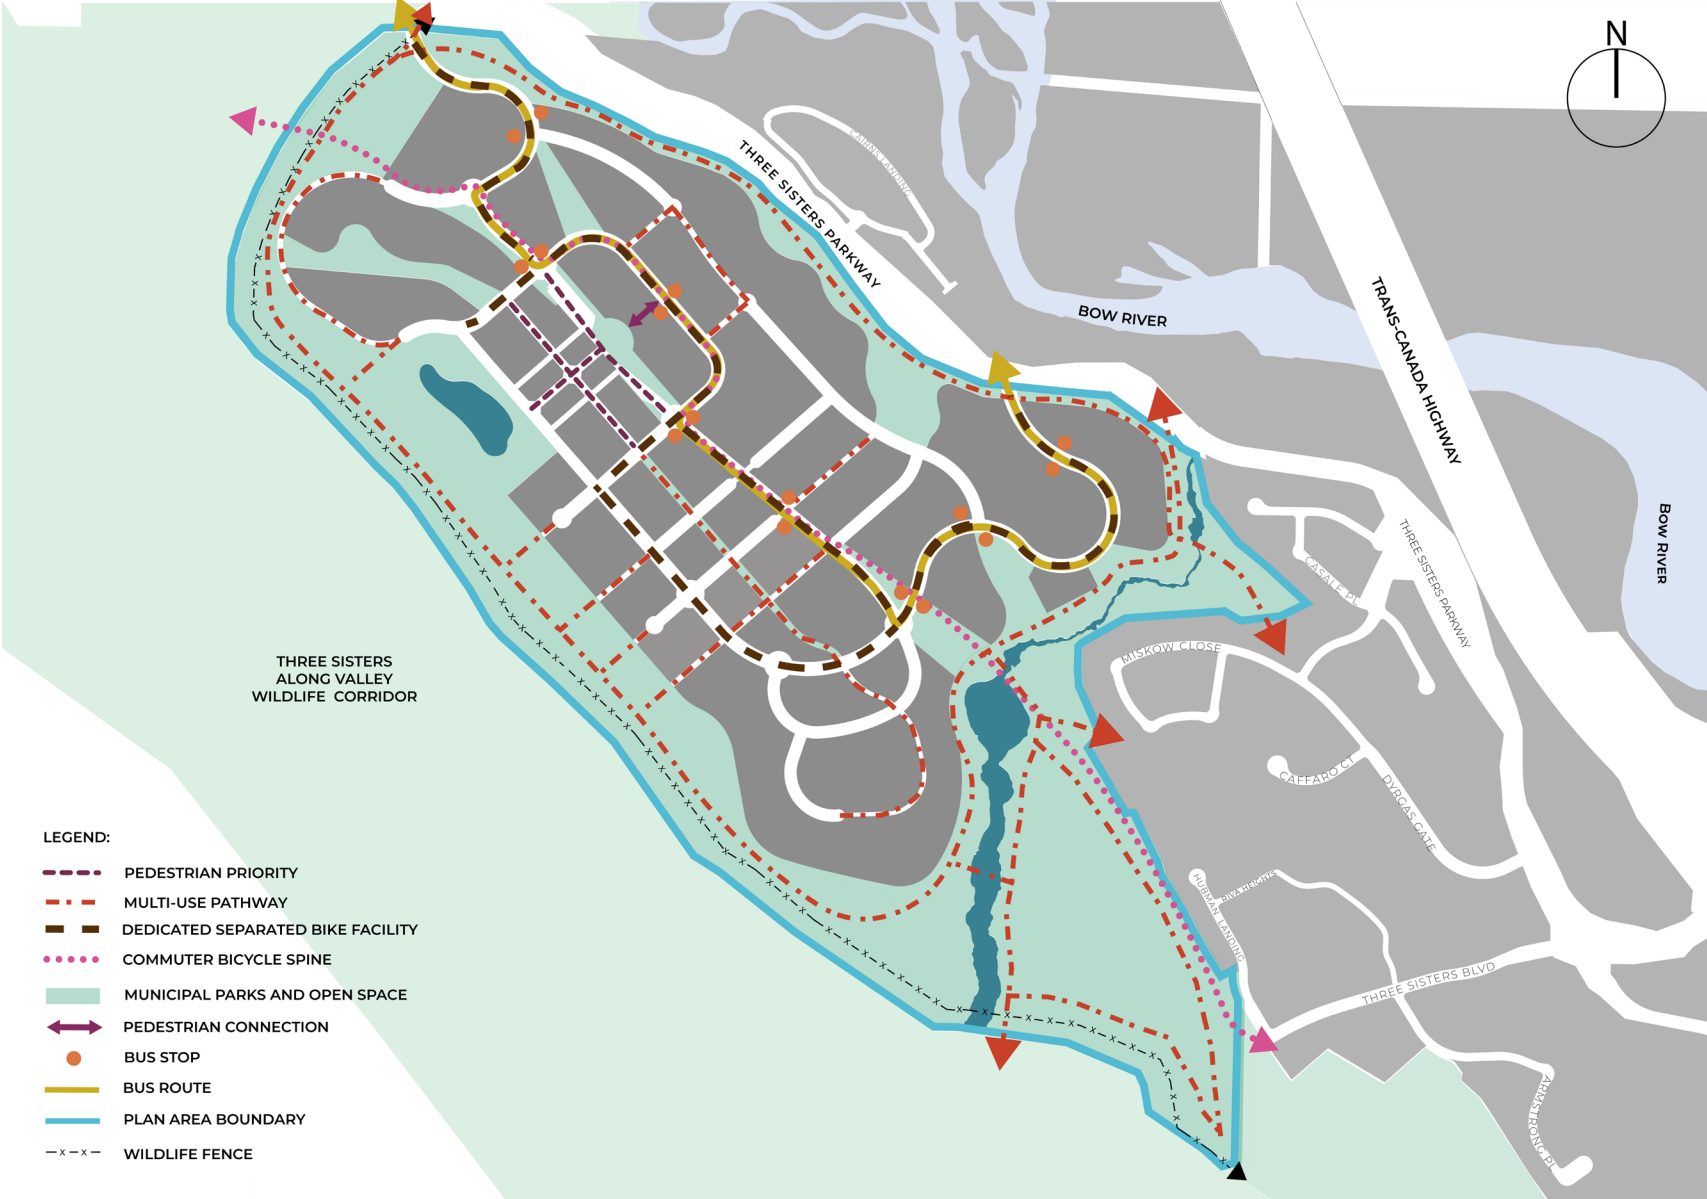 N
CAIRNS LANDING
THREE SISTERS PARKWAY
BOW RIVER
TRANS-CANADA HIGHWAY
BOW RIVER
THREE SISTERS PARKWAY
CASALE PL
MISKOW CLOSE
THREE SISTERS
ALONG VALLEY
WILDLIFE CORRIDOR
CAFFARO CT
DYRGAS GATE
RIVA HEIGHTS
HUBMAN LANDING
THREE SISTERS BLVD
ARMSTRONG PL
LEGEND:
PEDESTRIAN PRIORITY
MULTI-USE PATHWAY
DEDICATED SEPARATED BIKE FACILITY
COMMUTER BICYCLE SPINE
MUNICIPAL PARKS AND OPEN SPACE
PEDESTRIAN CONNECTION
BUS STOP
BUS ROUTE
PLAN AREA BOUNDARY
WILDLIFE FENCE